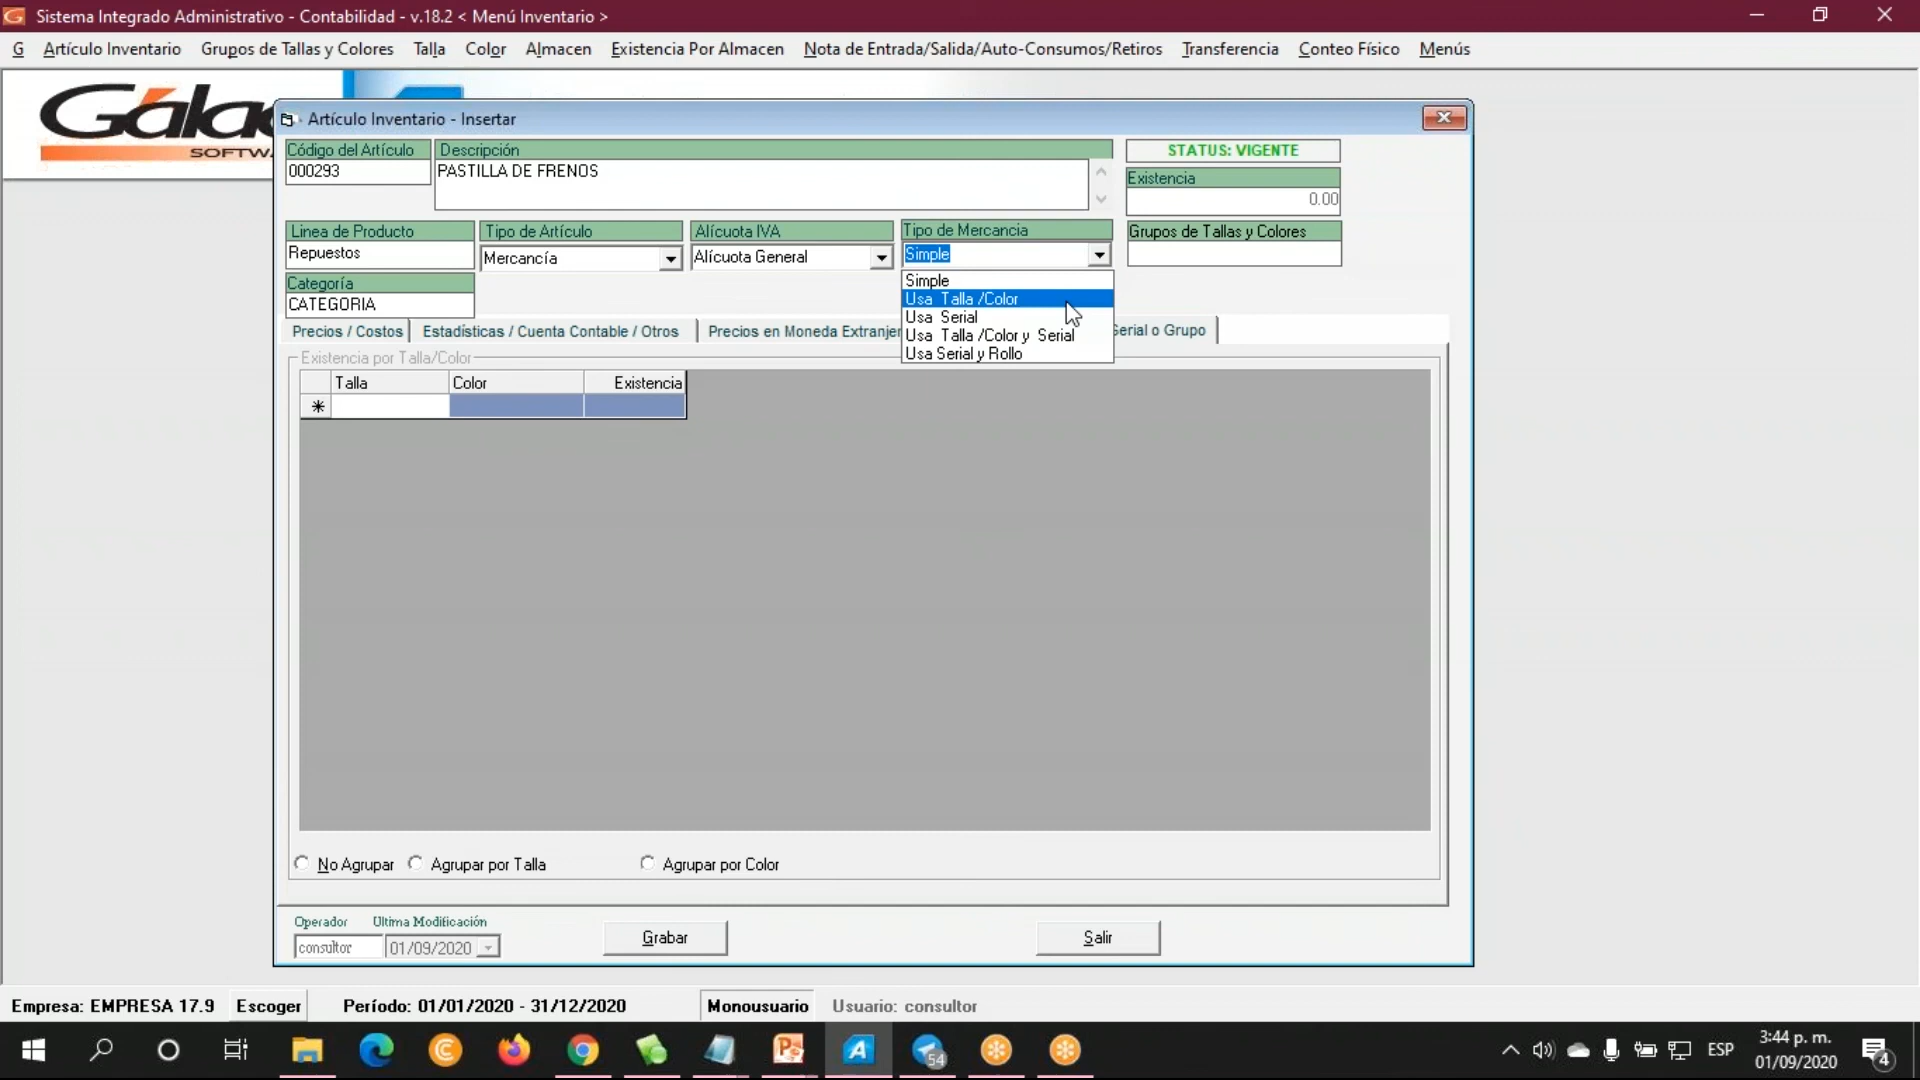 Sistema Integrado Administrativo - Contabilidad - v.18.2 < Menú Inventario >
G Artículo Inventario Grupos de Tallas y Colores Talla Color Almacen Existencia Por Almacen Nota de Entrada/Salida/Auto-Consumos/Retiros Transferencia Conteo Físico Menús
Artículo Inventario - Insertar
Código del Artículo Descripción STATUS: VIGENTE
000293 PASTILLA DE FRENOS
Existencia
0.00
Linea de Producto Tipo de Artículo Alícuota IVA Tipo de Mercancia Grupos de Tallas y Colores
Repuestos Mercancía Alícuota General Simple
Categoría
CATEGORIA
Simple
Usa Talla /Color
Usa Serial
Usa Talla /Color y Serial
Usa Serial y Rollo
Precios / Costos Estadísticas / Cuenta Contable / Otros Precios en Moneda Extranjer Serial o Grupo
Existencia por Talla/Color
Talla Color Existencia
No Agrupar Agrupar por Talla Agrupar por Color
Operador Ultima Modificación
consultor 01/09/2020
Grabar Salir
Empresa: EMPRESA 17.9 Escoger Período: 01/01/2020 - 31/12/2020 Monousuario Usuario: consultor
54
ESP
3:44 p. m.
01/09/2020
4